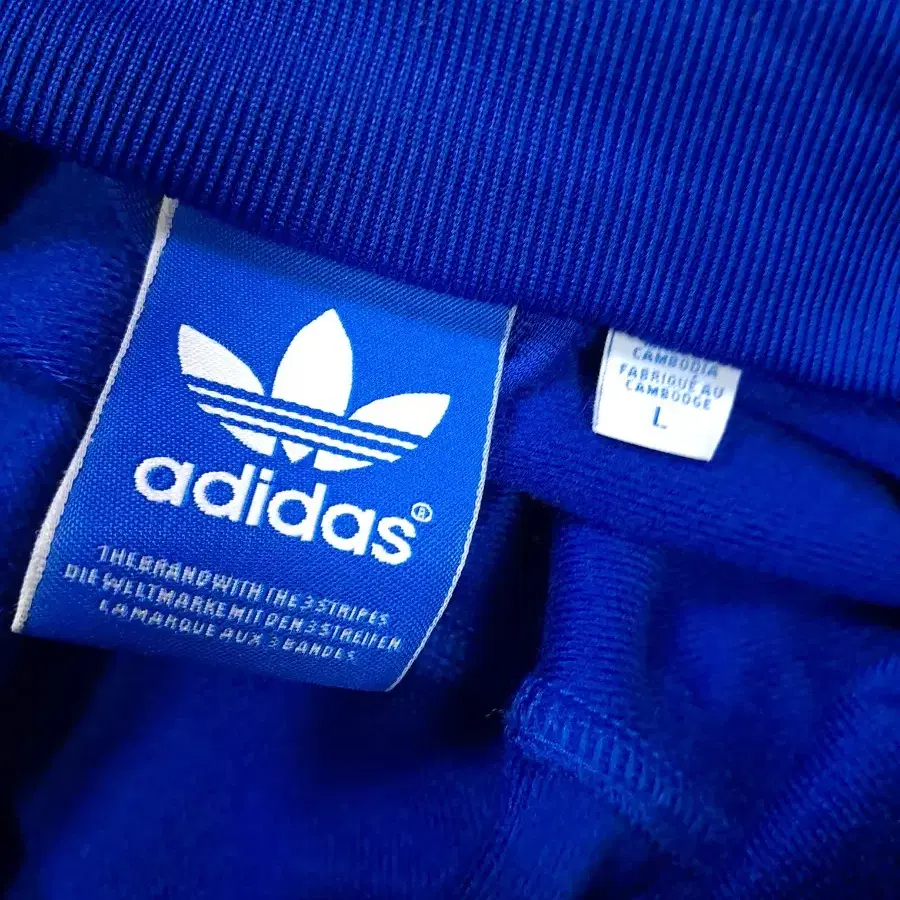 adidas®
THE BRAND WITH THE 3 STRIPES
DIE WELTMARKE MIT DEN 3 STREIFEN
LA MARQUE AUX 3 BANDES
CAMBODIA
FABRIQUÉ AU
CAMBODGE
L